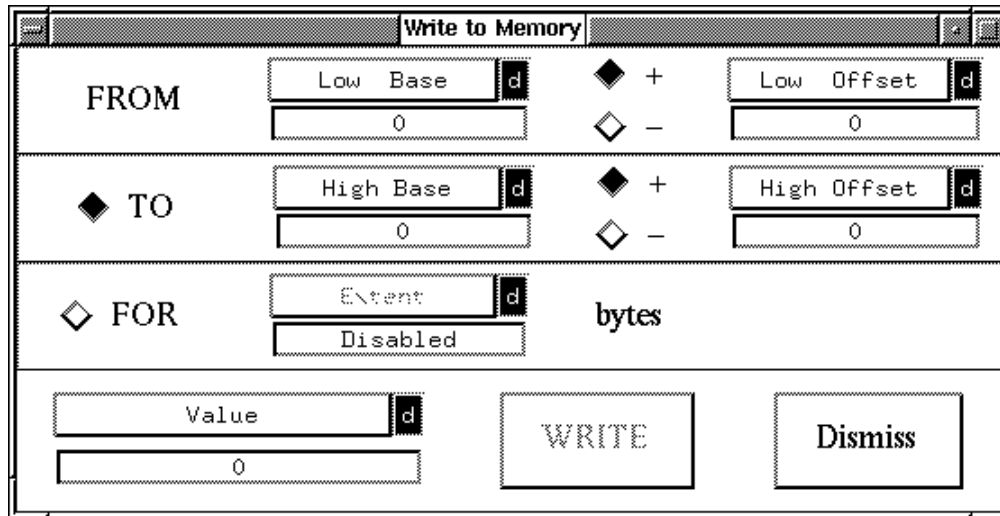 Write to Memory
FROM Low Base d + Low Offset d
0 – 0
TO High Base d + High Offset d
0 – 0
FOR Extent d bytes
Disabled
Value d WRITE Dismiss
0